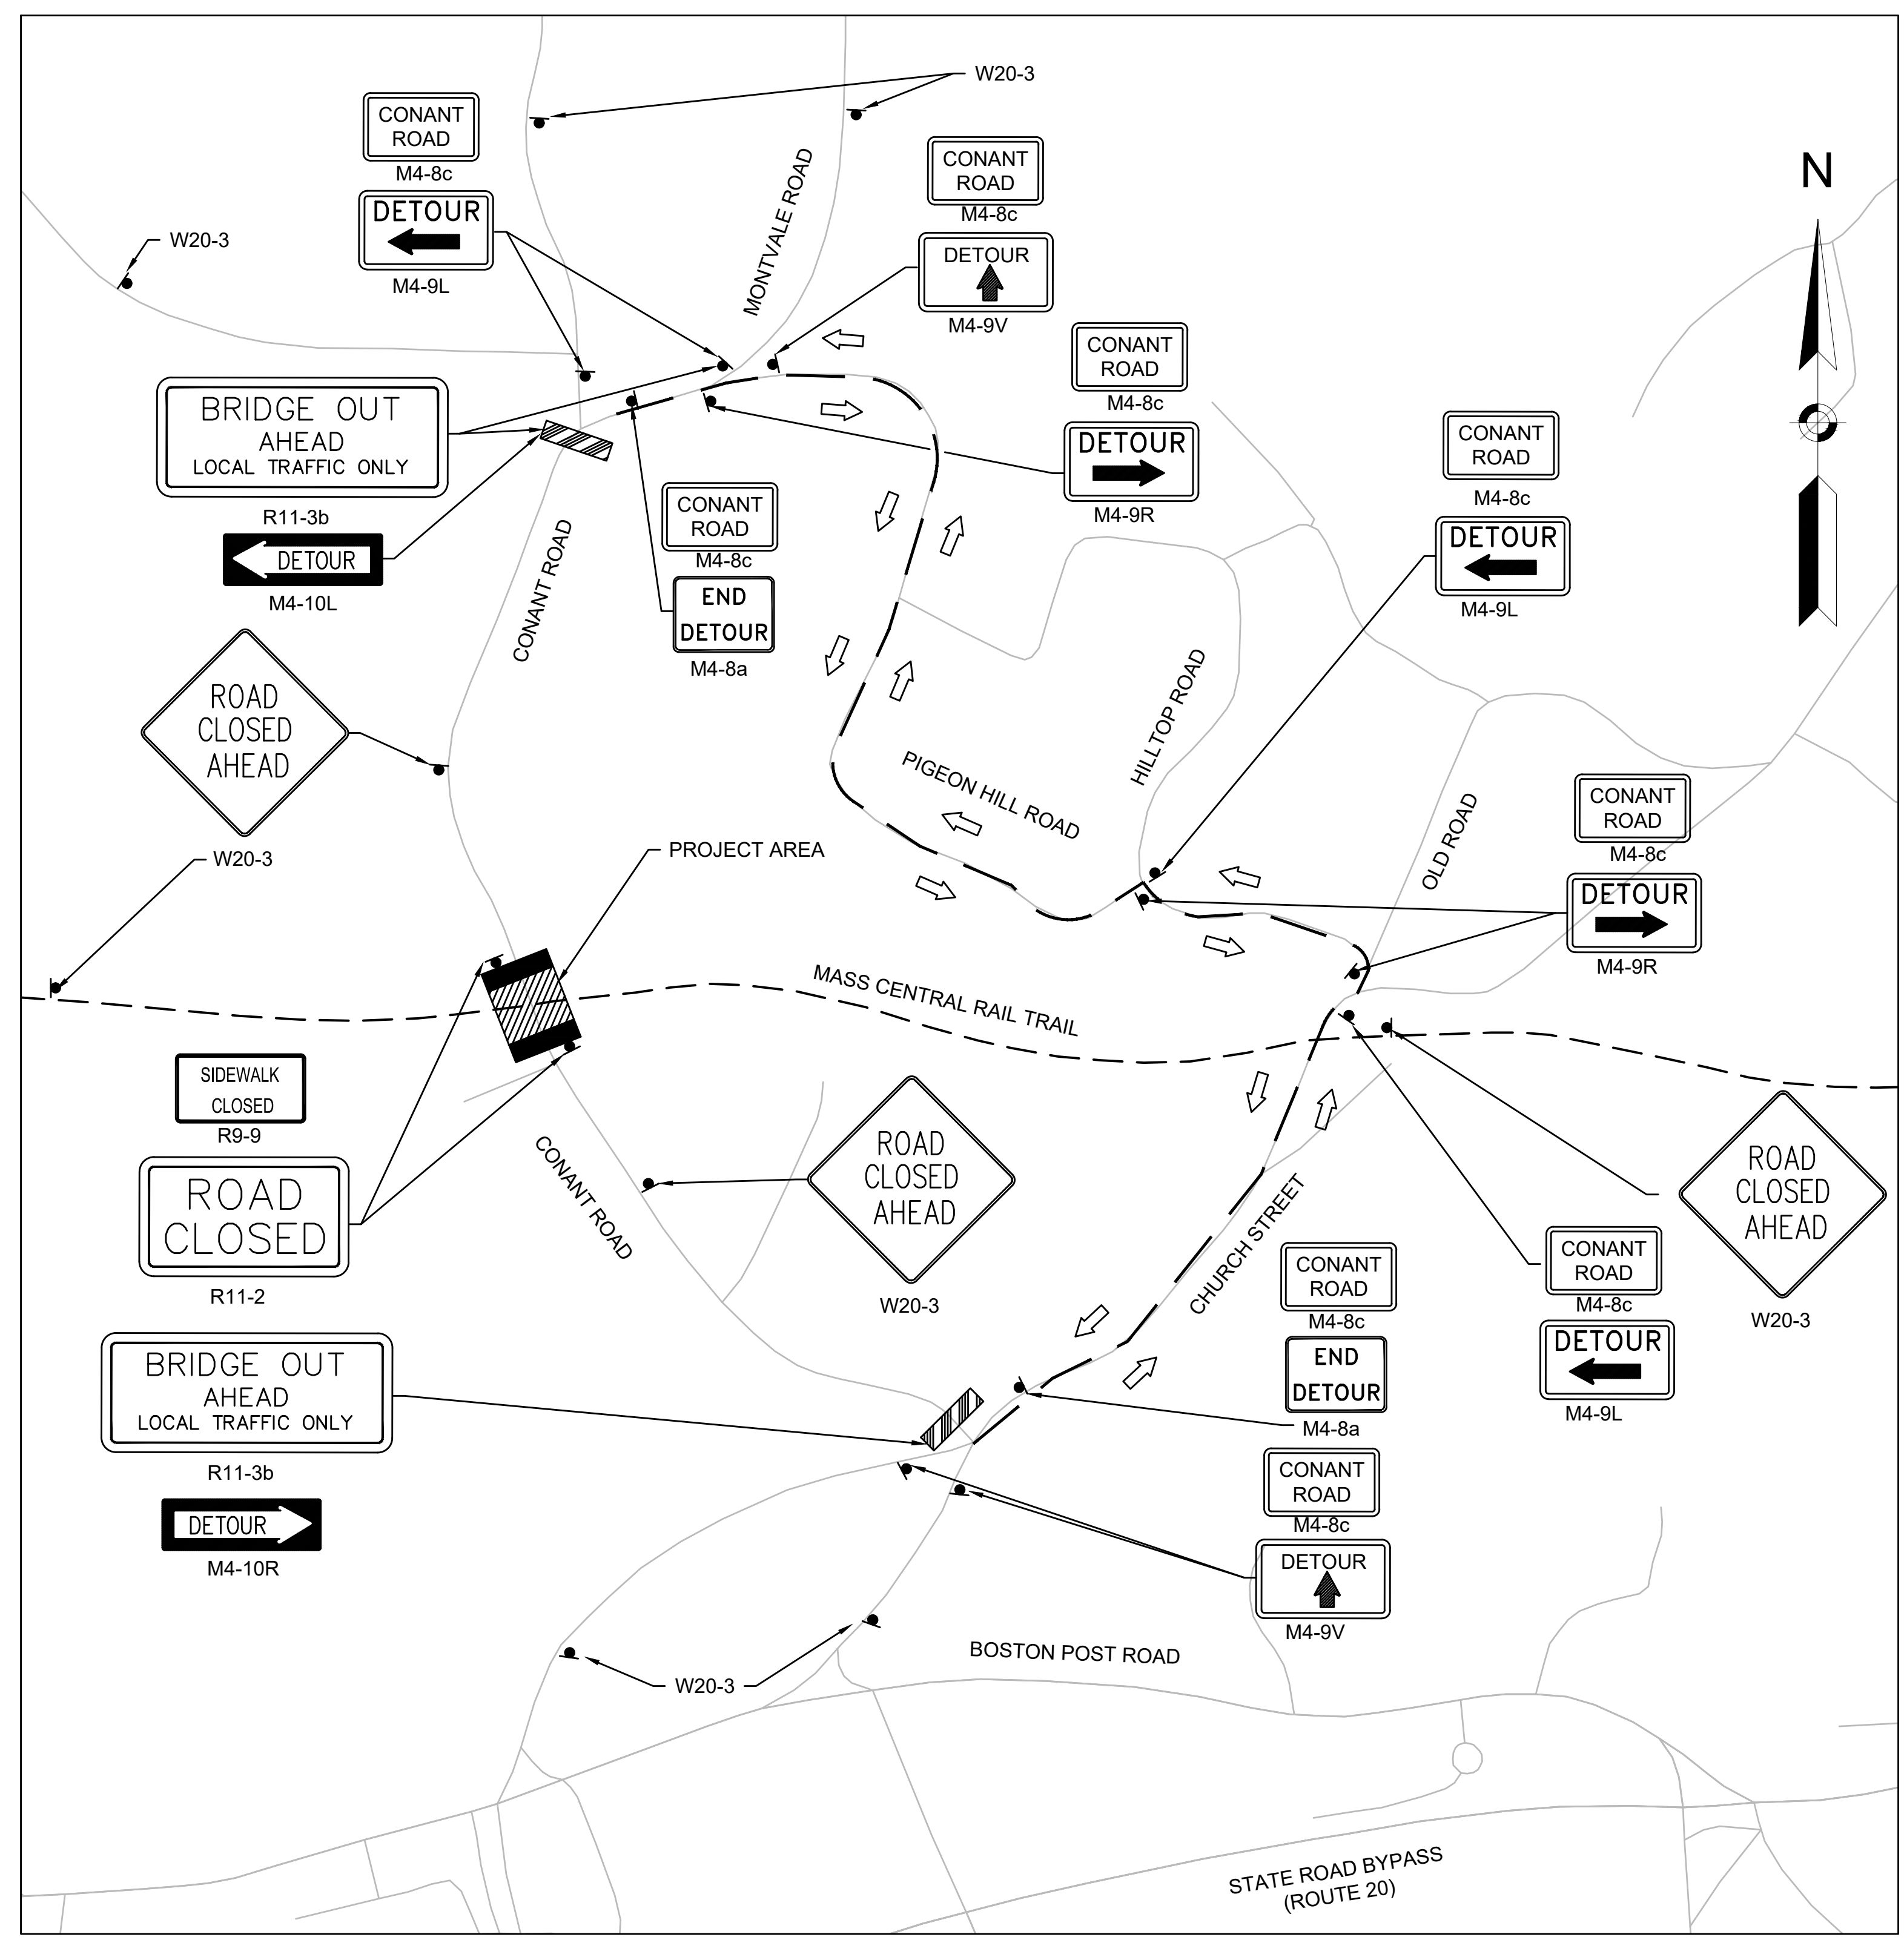 W20-3
CONANT
ROAD
M4-8c
DETOUR
M4-9L
W20-3
MONTVALE ROAD
CONANT
ROAD
M4-8c
DETOUR
M4-9V
N
CONANT
ROAD
M4-8c
DETOUR
M4-9R
BRIDGE OUT
AHEAD
LOCAL TRAFFIC ONLY
R11-3b
DETOUR
M4-10L
CONANT ROAD
CONANT
ROAD
M4-8c
END
DETOUR
M4-8a
CONANT
ROAD
M4-8c
DETOUR
M4-9L
ROAD
CLOSED
AHEAD
W20-3
PROJECT AREA
PIGEON HILL ROAD
HILLTOP ROAD
OLD ROAD
CONANT
ROAD
M4-8c
DETOUR
M4-9R
MASS CENTRAL RAIL TRAIL
SIDEWALK
CLOSED
R9-9
ROAD
CLOSED
R11-2
CONANT ROAD
ROAD
CLOSED
AHEAD
W20-3
CHURCH STREET
ROAD
CLOSED
AHEAD
W20-3
CONANT
ROAD
M4-8c
DETOUR
M4-9L
CONANT
ROAD
M4-8c
END
DETOUR
M4-8a
BRIDGE OUT
AHEAD
LOCAL TRAFFIC ONLY
R11-3b
DETOUR
M4-10R
CONANT
ROAD
M4-8c
DETOUR
M4-9V
W20-3
BOSTON POST ROAD
STATE ROAD BYPASS
(ROUTE 20)